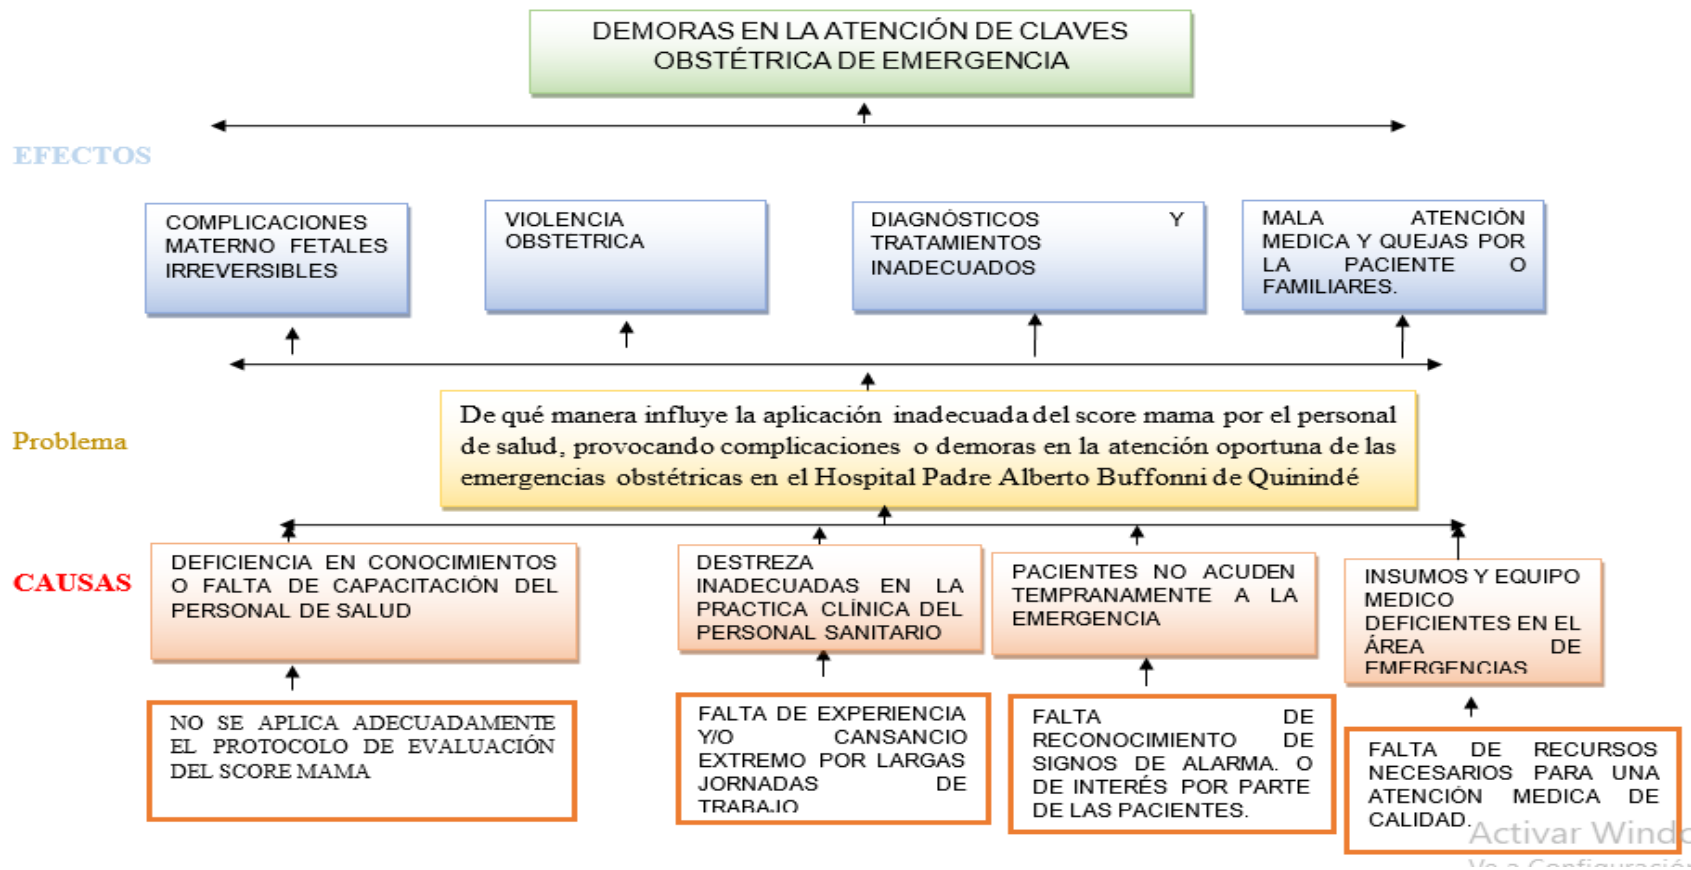 DEMORAS EN LA ATENCIÓN DE CLAVES
OBSTÉTRICA DE EMERGENCIA
EFECTOS
COMPLICACIONES
MATERNO FETALES
IRREVERSIBLES
VIOLENCIA
OBSTETRICA
DIAGNÓSTICOS Y
TRATAMIENTOS
INADECUADOS
MALA ATENCIÓN
MEDICA Y QUEJAS POR
LA PACIENTE O
FAMILIARES.
Problema
De qué manera influye la aplicación inadecuada del score mama por el personal
de salud, provocando complicaciones o demoras en la atención oportuna de las
emergencias obstétricas en el Hospital Padre Alberto Buffonni de Quinindé
CAUSAS
DEFICIENCIA EN CONOCIMIENTOS
O FALTA DE CAPACITACIÓN DEL
PERSONAL DE SALUD
DESTREZA
INADECUADAS EN LA
PRACTICA CLÍNICA DEL
PERSONAL SANITARIO
PACIENTES NO ACUDEN
TEMPRANAMENTE A LA
EMERGENCIA
INSUMOS Y EQUIPO
MEDICO
DEFICIENTES EN EL
ÁREA DE
EMERGENCIAS
NO SE APLICA ADECUADAMENTE
EL PROTOCOLO DE EVALUACIÓN
DEL SCORE MAMA
FALTA DE EXPERIENCIA
Y/O CANSANCIO
EXTREMO POR LARGAS
JORNADAS DE
TRABAJO
FALTA DE
RECONOCIMIENTO DE
SIGNOS DE ALARMA. O
DE INTERÉS POR PARTE
DE LAS PACIENTES.
FALTA DE RECURSOS
NECESARIOS PARA UNA
ATENCIÓN MEDICA DE
CALIDAD.
Activar Windo
Ve a Configuración